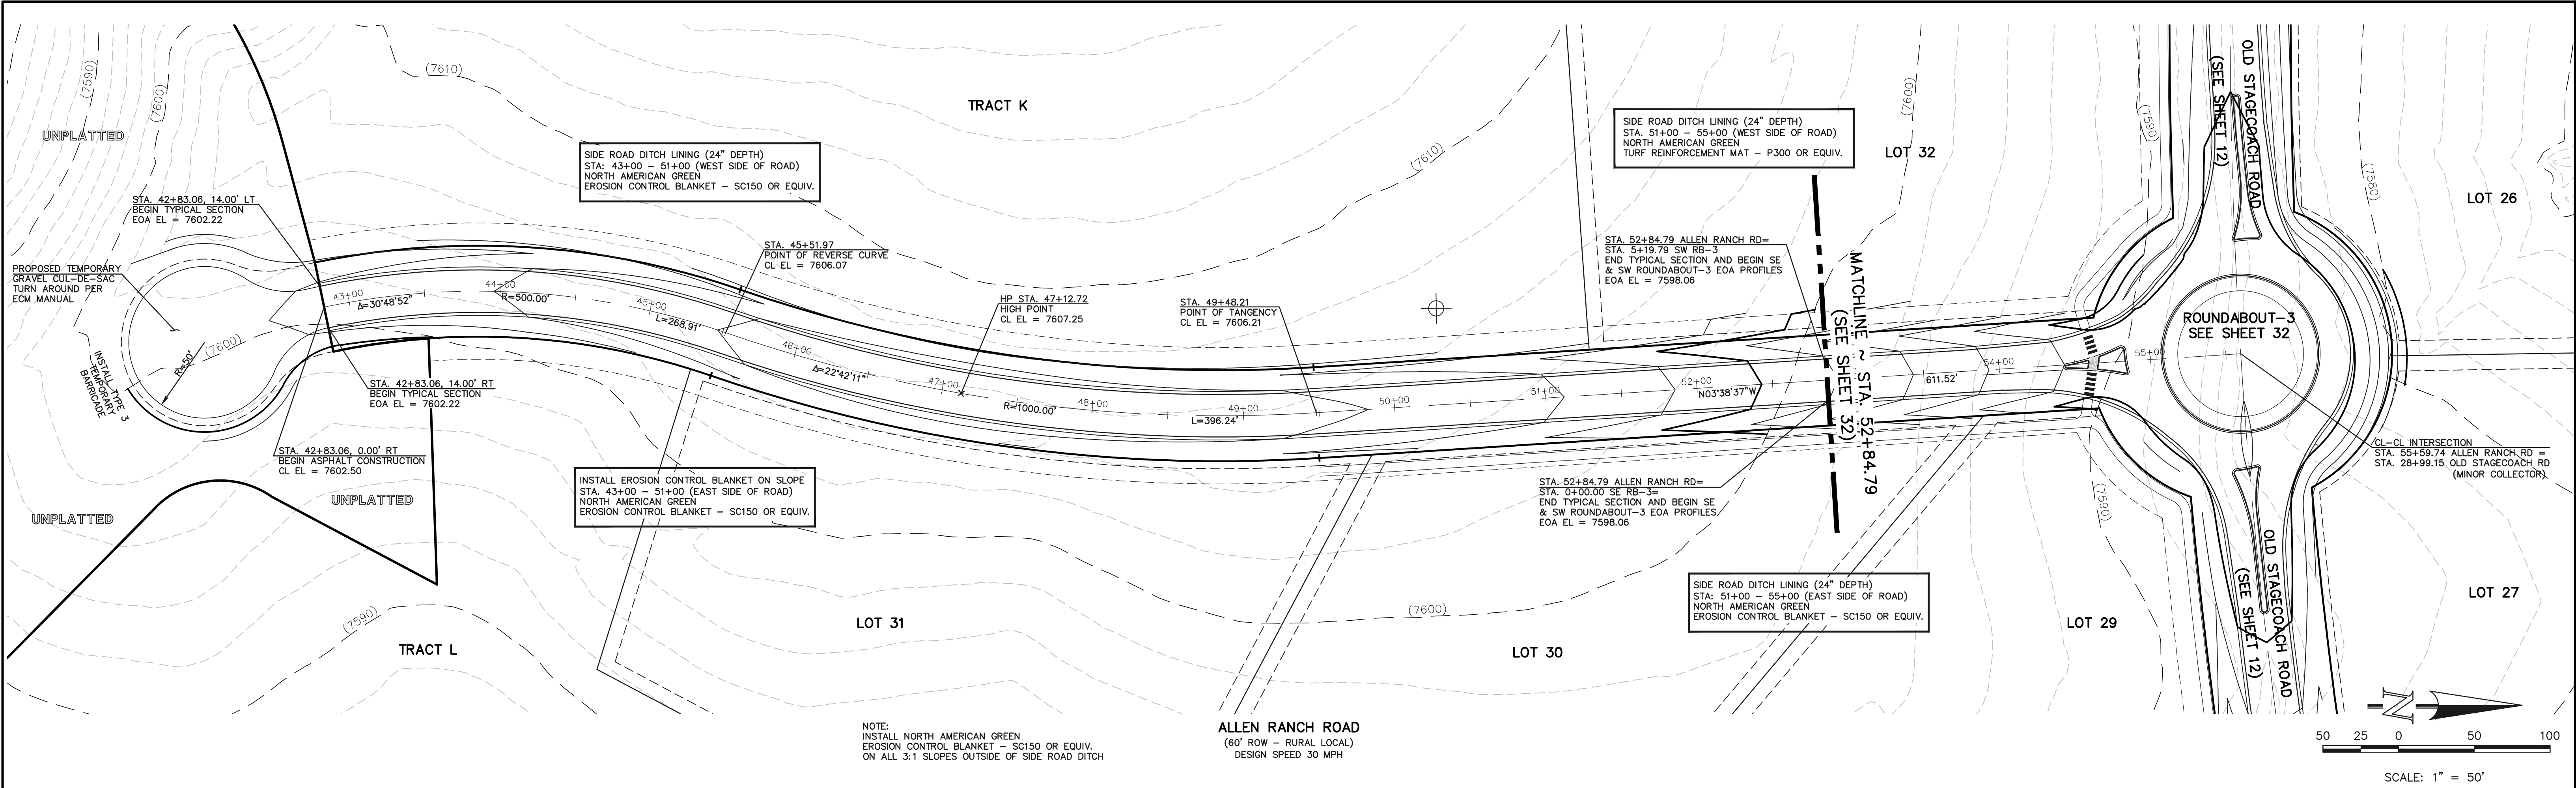 (7590)
(7600)
UNPLATTED
(7610)
TRACT K
SIDE ROAD DITCH LINING (24" DEPTH)
STA: 43+00 - 51+00 (WEST SIDE OF ROAD)
NORTH AMERICAN GREEN
EROSION CONTROL BLANKET - SC150 OR EQUIV.
STA. 42+83.06, 14.00' LT
BEGIN TYPICAL SECTION
EOA EL = 7602.22
PROPOSED TEMPORARY
GRAVEL CUL-DE-SAC
TURN AROUND PER
ECM MANUAL
R=50'
(7600)
INSTALL TYPE 3
TEMPORARY
BARRICADE
STA. 42+83.06, 14.00' RT
BEGIN TYPICAL SECTION
EOA EL = 7602.22
STA. 42+83.06, 0.00' RT
BEGIN ASPHALT CONSTRUCTION
CL EL = 7602.50
UNPLATTED
UNPLATTED
(7590)
TRACT L
43+00
Δ=30°48'52"
44+00
R=500.00'
45+00
L=268.91'
46+00
Δ=22°42'11"
47+00
R=1000.00'
48+00
49+00
L=396.24'
50+00
51+00
52+00
N03°38'37"W
611.52'
54+00
55+00
STA. 45+51.97
POINT OF REVERSE CURVE
CL EL = 7606.07
HP STA. 47+12.72
HIGH POINT
CL EL = 7607.25
STA. 49+48.21
POINT OF TANGENCY
CL EL = 7606.21
(7610)
INSTALL EROSION CONTROL BLANKET ON SLOPE
STA. 43+00 - 51+00 (EAST SIDE OF ROAD)
NORTH AMERICAN GREEN
EROSION CONTROL BLANKET - SC150 OR EQUIV.
LOT 31
SIDE ROAD DITCH LINING (24" DEPTH)
STA. 51+00 - 55+00 (WEST SIDE OF ROAD)
NORTH AMERICAN GREEN
TURF REINFORCEMENT MAT - P300 OR EQUIV.
LOT 32
(7600)
STA. 52+84.79 ALLEN RANCH RD=
STA. 5+19.79 SW RB-3
END TYPICAL SECTION AND BEGIN SE
& SW ROUNDABOUT-3 EOA PROFILES
EOA EL = 7598.06
MATCHLINE ~ STA. 52+84.79
(SEE SHEET 32)
STA. 52+84.79 ALLEN RANCH RD=
STA. 0+00.00 SE RB-3=
END TYPICAL SECTION AND BEGIN SE
& SW ROUNDABOUT-3 EOA PROFILES
EOA EL = 7598.06
SIDE ROAD DITCH LINING (24" DEPTH)
STA: 51+00 - 55+00 (EAST SIDE OF ROAD)
NORTH AMERICAN GREEN
EROSION CONTROL BLANKET - SC150 OR EQUIV.
(7600)
LOT 30
LOT 29
(7590)
(7590)
OLD STAGECOACH ROAD
(SEE SHEET 12)
ROUNDABOUT-3
SEE SHEET 32
(7580)
LOT 26
CL-CL INTERSECTION
STA. 55+59.74 ALLEN RANCH RD =
STA. 28+99.15 OLD STAGECOACH RD
(MINOR COLLECTOR)
OLD STAGECOACH ROAD
(SEE SHEET 12)
LOT 27
NOTE:
INSTALL NORTH AMERICAN GREEN
EROSION CONTROL BLANKET - SC150 OR EQUIV.
ON ALL 3:1 SLOPES OUTSIDE OF SIDE ROAD DITCH
ALLEN RANCH ROAD
(60' ROW - RURAL LOCAL)
DESIGN SPEED 30 MPH
N
50 25 0 50 100
SCALE: 1" = 50'